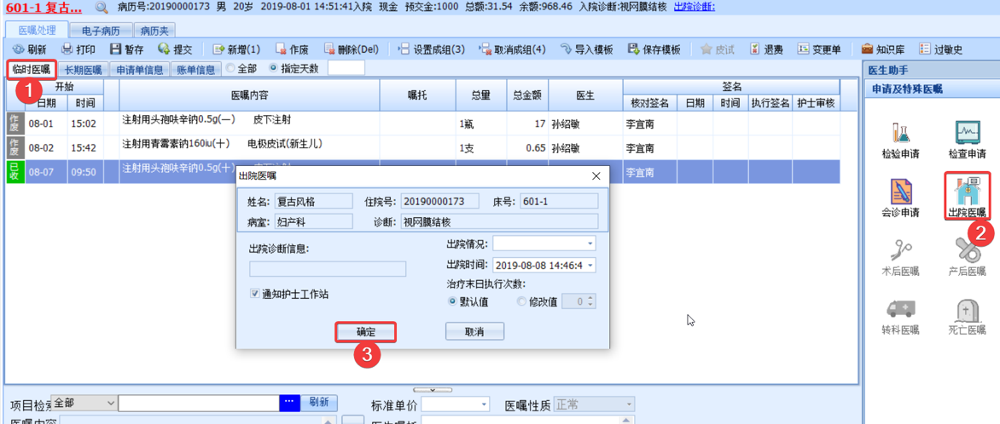 601-1 复古... 病历号:20190000173 男 20岁 2019-08-01 14:51:41入院 现金 预交金:1000 总额:31.54 余额:968.46 入院诊断:视网膜结核 出院诊断:
医嘱处理 电子病历 病历夹
刷新 打印 暂存 提交 新增(1) 作废 删除(Del) 设置成组(3) 取消成组(4) 导入模板 保存模板 皮试 退费 变更单 知识库 过敏史
临时医嘱 长期医嘱 申请单信息 账单信息 全部 指定天数
医生助手
申请及特殊医嘱
1
开始 医嘱内容 嘱托 总量 总金额 医生 签名
日期 时间 核对签名 日期 时间 执行签名 护士审核
作废 08-01 15:02 注射用头孢呋辛钠0.5g(一) 皮下注射 1瓶 17 孙绍敏 李宜南
作废 08-02 15:42 注射用青霉素钠160iu(十) 电极皮试(新生儿) 1支 0.65 孙绍敏 李宜南
已收 08-07 09:50 注射用头孢呋辛钠0.5g(十) 李宜南
检验申请 检查申请
会诊申请 出院医嘱
2
术后医嘱 产后医嘱
转科医嘱 死亡医嘱
出院医嘱
姓名: 复古风格 住院号: 20190000173 床号: 601-1
病室: 妇产科 诊断: 视网膜结核
出院诊断信息: 出院情况:
出院时间: 2019-08-08 14:46:4
治疗末日执行次数:
通知护士工作站 默认值 修改值 0
确定 取消
3
项目检索 全部 ... 刷新 标准单价 医嘱性质 正常
医嘱内容 医生嘱托